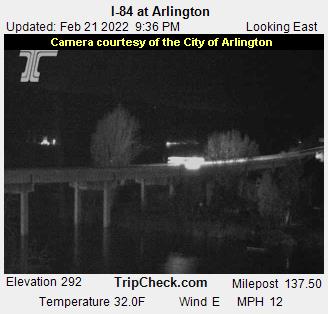 I-84 at Arlington
Updated: Feb 21 2022 9:36 PM Looking East
Camera courtesy of the City of Arlington
Elevation 292 TripCheck.com Milepost 137.50
Temperature 32.0F Wind E MPH 12